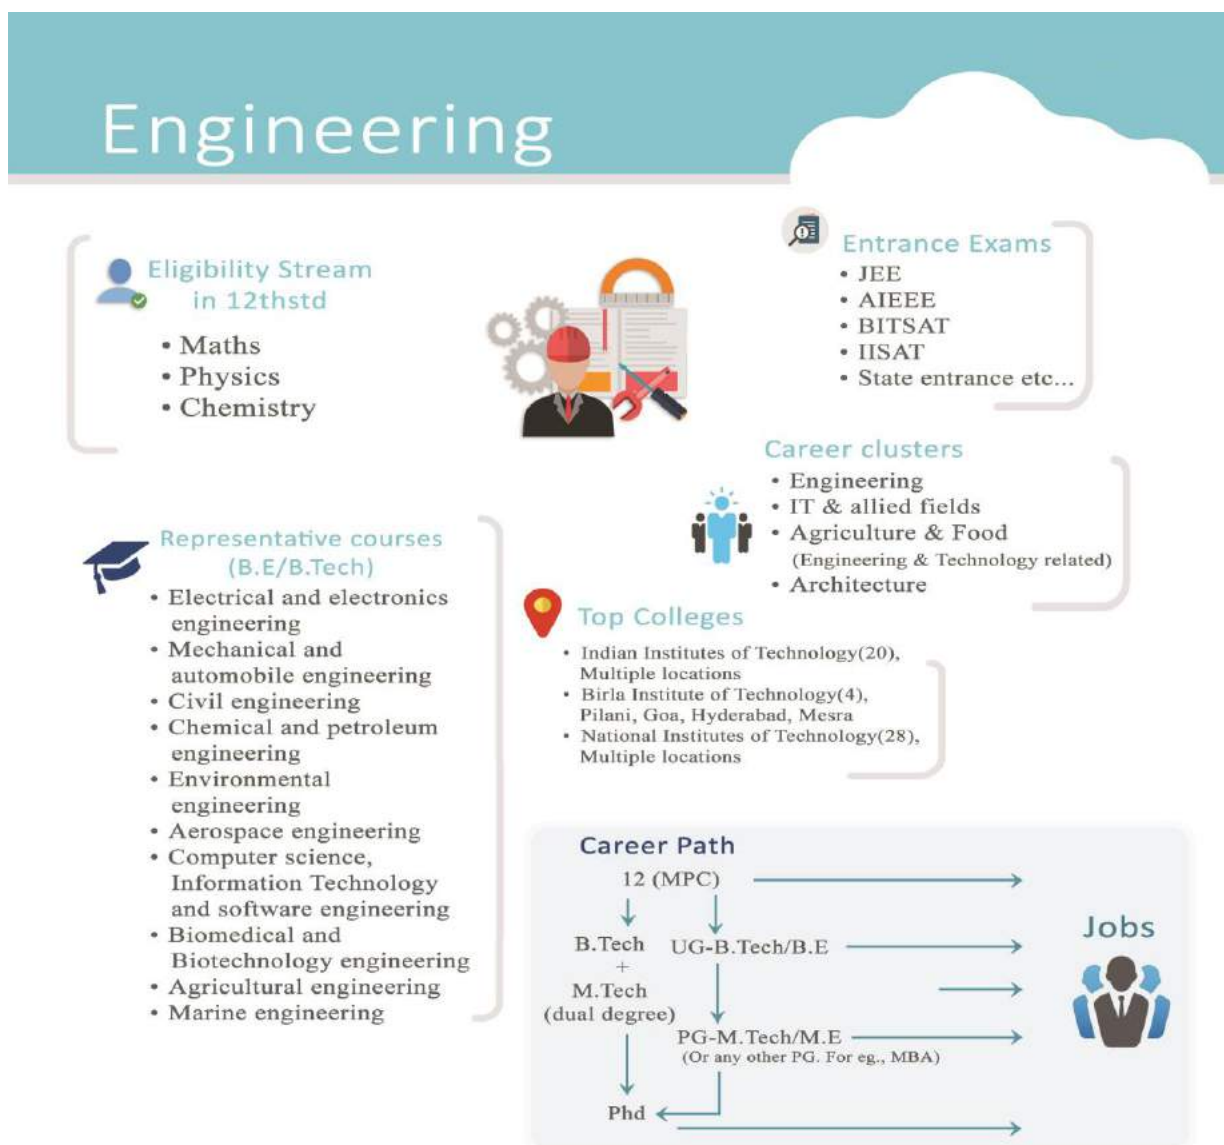 Engineering
Eligibility Stream
in 12thstd
• Maths
• Physics
• Chemistry
Entrance Exams
• JEE
• AIEEE
• BITSAT
• IISAT
• State entrance etc...
Career clusters
• Engineering
• IT & allied fields
• Agriculture & Food
(Engineering & Technology related)
• Architecture
Representative courses
(B.E/B.Tech)
• Electrical and electronics
engineering
• Mechanical and
automobile engineering
• Civil engineering
• Chemical and petroleum
engineering
• Environmental
engineering
• Aerospace engineering
• Computer science,
Information Technology
and software engineering
• Biomedical and
Biotechnology engineering
• Agricultural engineering
• Marine engineering
Top Colleges
• Indian Institutes of Technology(20),
Multiple locations
• Birla Institute of Technology(4),
Pilani, Goa, Hyderabad, Mesra
• National Institutes of Technology(28),
Multiple locations
Career Path
12 (MPC)
B.Tech
+
M.Tech
(dual degree)
UG-B.Tech/B.E
PG-M.Tech/M.E
(Or any other PG. For eg., MBA)
Phd
Jobs